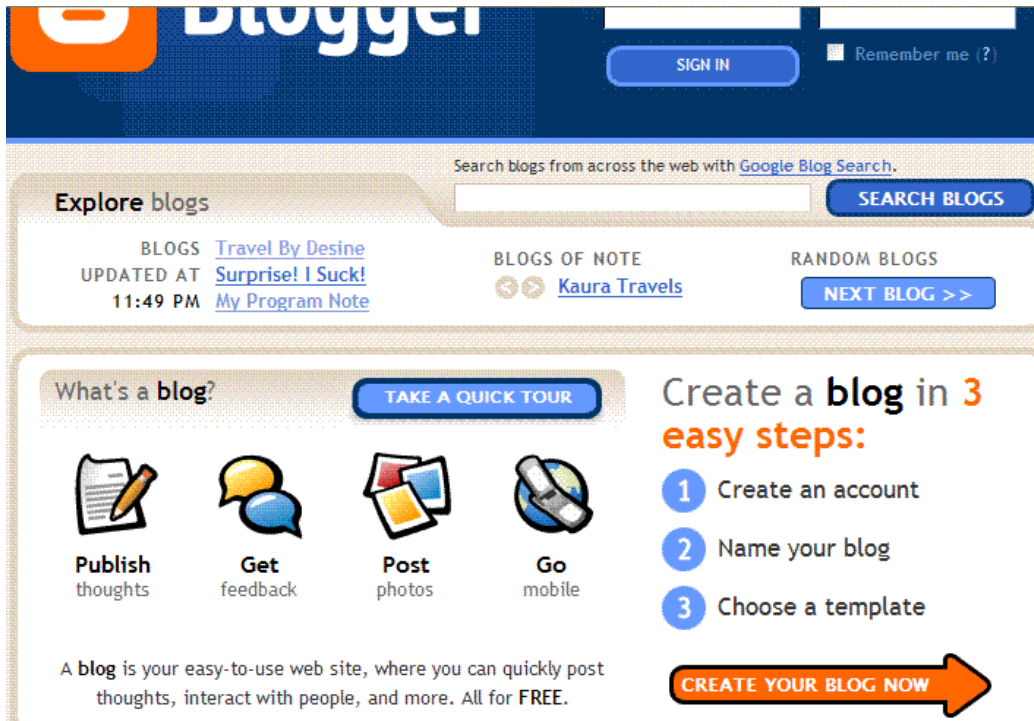 Blogger
SIGN IN
Remember me (?)
Search blogs from across the web with Google Blog Search.
Explore blogs
SEARCH BLOGS
BLOGS
UPDATED AT
11:49 PM
Travel By Desine
Surprise! I Suck!
My Program Note
BLOGS OF NOTE
Kaura Travels
RANDOM BLOGS
NEXT BLOG >>
What's a blog?
TAKE A QUICK TOUR
Publish
thoughts
Get
feedback
Post
photos
Go
mobile
A blog is your easy-to-use web site, where you can quickly post
thoughts, interact with people, and more. All for FREE.
Create a blog in 3
easy steps:
1 Create an account
2 Name your blog
3 Choose a template
CREATE YOUR BLOG NOW